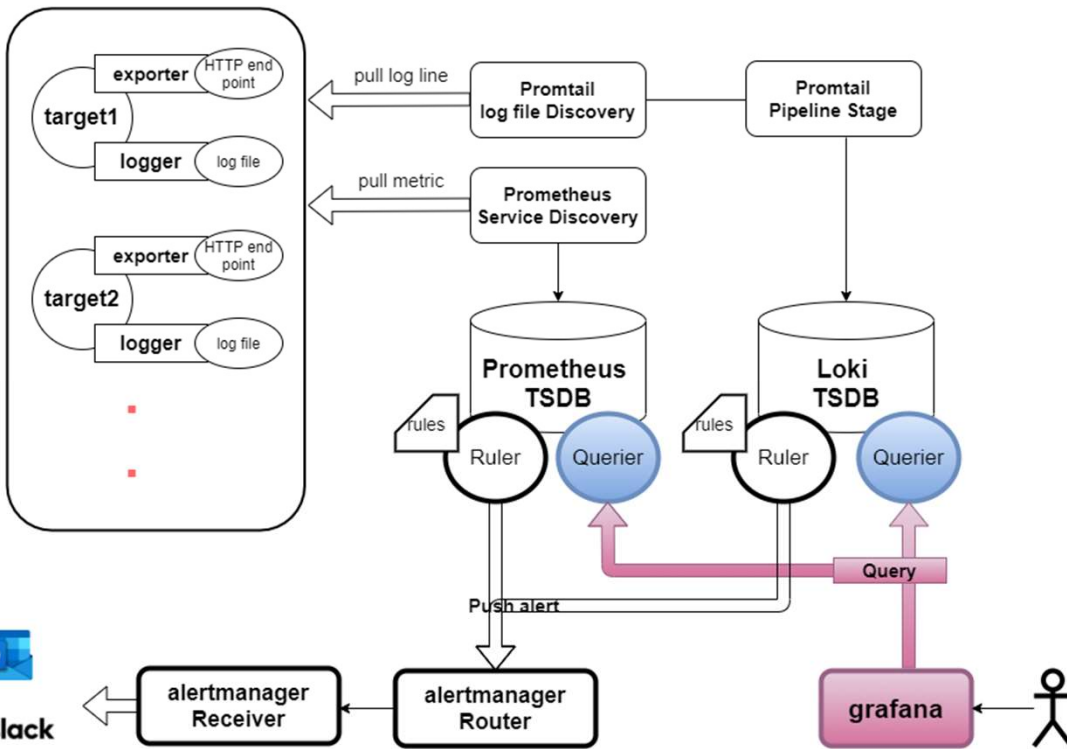 exporter
HTTP end
point
target1
logger
log file
exporter
HTTP end
point
target2
logger
log file
pull log line
Promtail
log file Discovery
Promtail
Pipeline Stage
pull metric
Prometheus
Service Discovery
Prometheus
TSDB
rules
Ruler
Querier
Loki
TSDB
rules
Ruler
Querier
Query
Push alert
alertmanager
Receiver
alertmanager
Router
grafana
lack